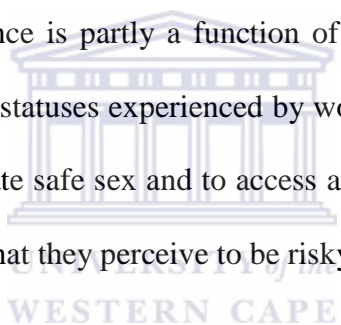 nce is partly a function of
statuses experienced by wo
te safe sex and to access a
hat they perceive to be risky
UNIVERSITY of the
WESTERN CAPE